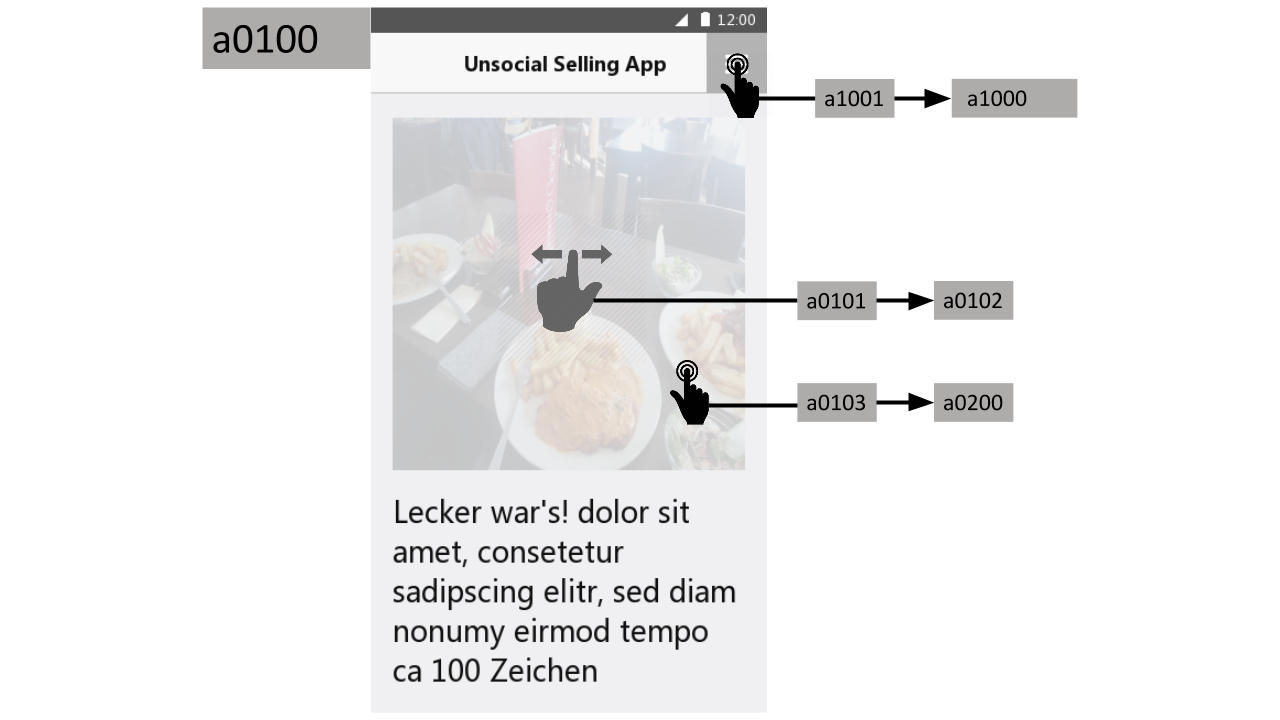 a0100
12:00
Unsocial Selling App
a1001
a1000
a0101
a0102
a0103
a0200
Lecker war's! dolor sit
amet, consetetur
sadipscing elitr, sed diam
nonumy eirmod tempo
ca 100 Zeichen